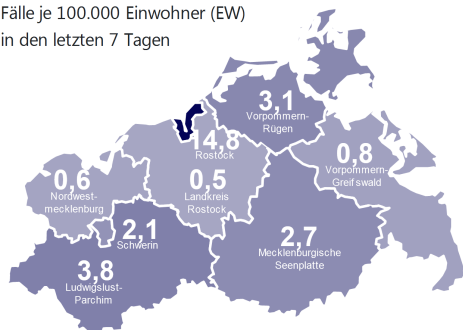 Fälle je 100.000 Einwohner (EW)
in den letzten 7 Tagen
3,1
Vorpommern-
Rügen
14,8
Rostock
0,8
Vorpommern-
Greifswald
0,6
Nordwest-
mecklenburg
0,5
Landkreis
Rostock
2,1
Schwerin
2,7
Mecklenburgische
Seenplatte
3,8
Ludwigslust-
Parchim